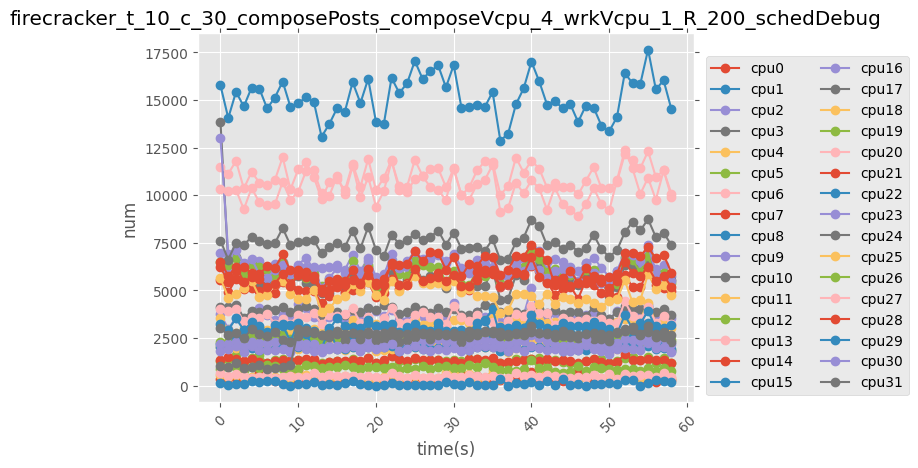 firecracker_t_10_c_30_composePosts_composeVcpu_4_wrkVcpu_1_R_200_schedDebug
17500
15000
12500
10000
7500
5000
2500
0
num
0
10
20
30
40
50
60
time(s)
cpu0
cpu1
cpu2
cpu3
cpu4
cpu5
cpu6
cpu7
cpu8
cpu9
cpu10
cpu11
cpu12
cpu13
cpu14
cpu15
cpu16
cpu17
cpu18
cpu19
cpu20
cpu21
cpu22
cpu23
cpu24
cpu25
cpu26
cpu27
cpu28
cpu29
cpu30
cpu31